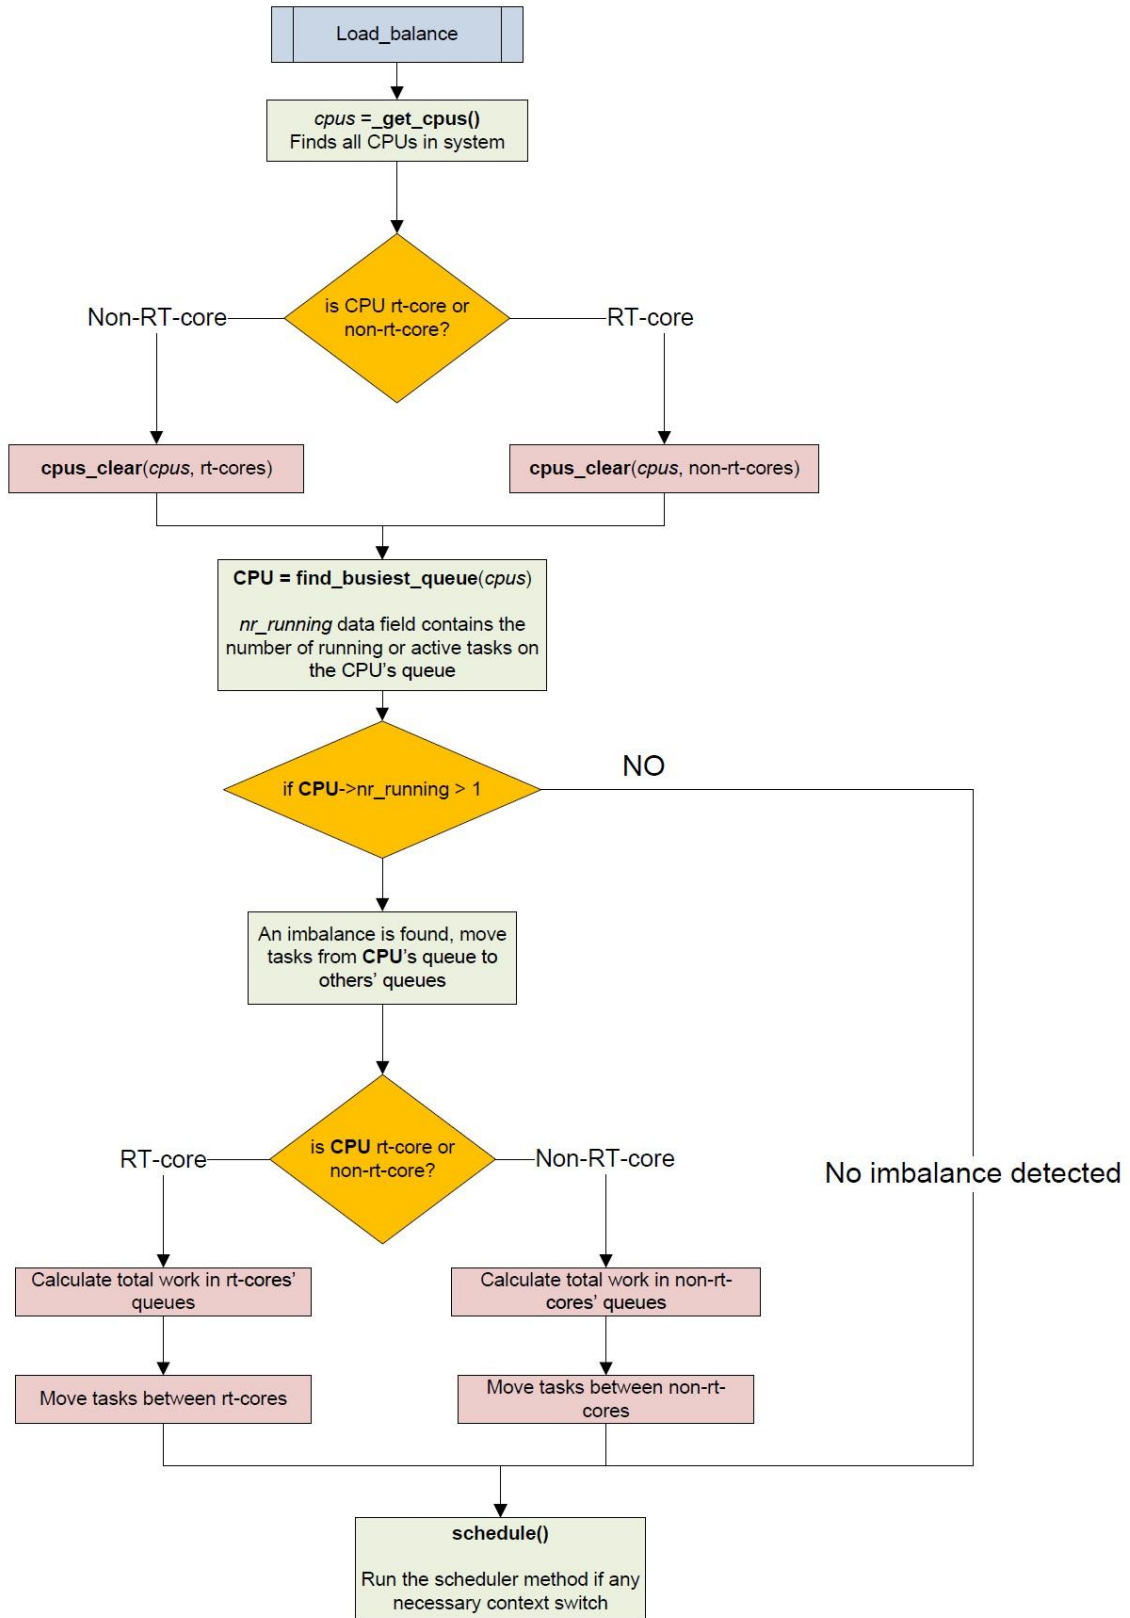 Load_balance
cpus =_get_cpus()
Finds all CPUs in system
is CPU rt-core or
non-rt-core?
Non-RT-core
RT-core
cpus_clear(cpus, rt-cores)
cpus_clear(cpus, non-rt-cores)
CPU = find_busiest_queue(cpus)
nr_running data field contains the
number of running or active tasks on
the CPU's queue
if CPU->nr_running > 1
NO
An imbalance is found, move
tasks from CPU's queue to
others' queues
is CPU rt-core or
non-rt-core?
RT-core
Non-RT-core
No imbalance detected
Calculate total work in rt-cores'
queues
Calculate total work in non-rt-
cores' queues
Move tasks between rt-cores
Move tasks between non-rt-
cores
schedule()
Run the scheduler method if any
necessary context switch